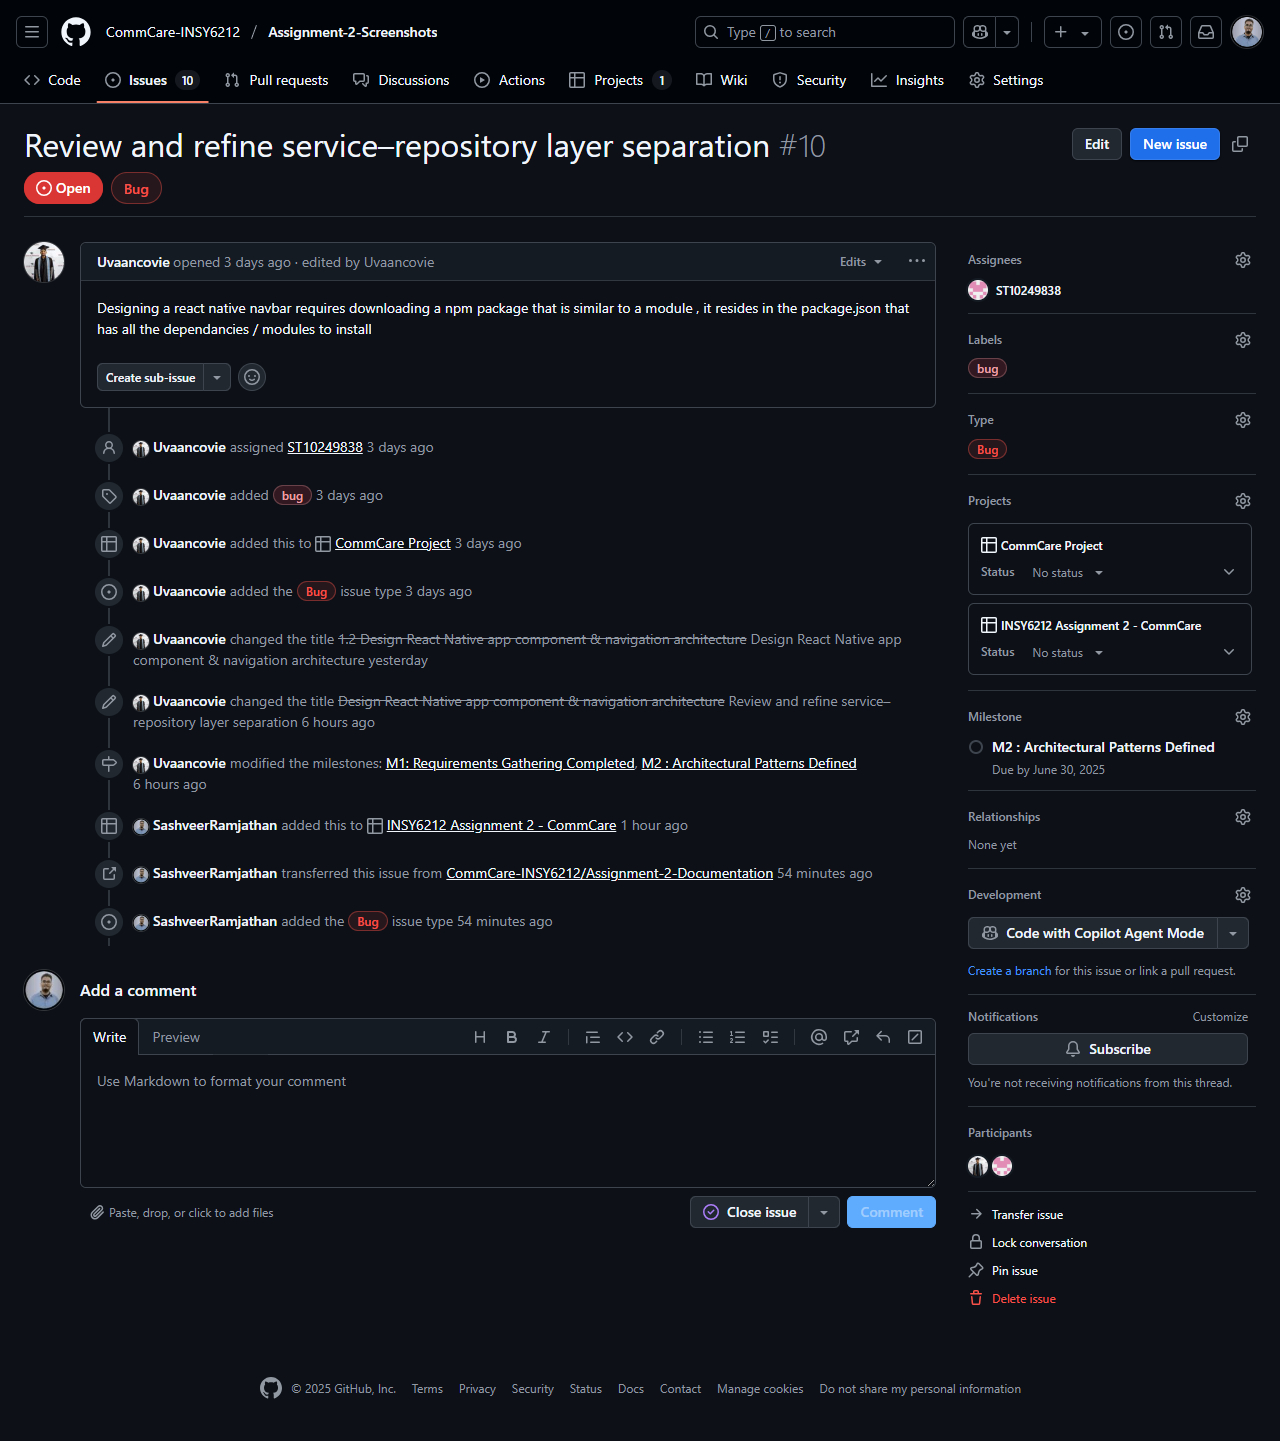 CommCare-INSY6212 / Assignment-2-Screenshots
Type / to search
Code
Issues 10
Pull requests
Discussions
Actions
Projects 1
Wiki
Security
Insights
Settings
Review and refine service–repository layer separation #10
Edit
New issue
Open
Bug
Uvaancovie opened 3 days ago · edited by Uvaancovie
Edits
Designing a react native navbar requires downloading a npm package that is similar to a module , it resides in the package.json that
has all the dependancies / modules to install
Create sub-issue
Uvaancovie assigned ST10249838 3 days ago
Uvaancovie added bug 3 days ago
Uvaancovie added this to CommCare Project 3 days ago
Uvaancovie added the Bug issue type 3 days ago
Uvaancovie changed the title 1.2 Design React Native app component & navigation architecture Design React Native app
component & navigation architecture yesterday
Uvaancovie changed the title Design React Native app component & navigation architecture Review and refine service–
repository layer separation 6 hours ago
Uvaancovie modified the milestones: M1: Requirements Gathering Completed, M2 : Architectural Patterns Defined
6 hours ago
SashveerRamjathan added this to INSY6212 Assignment 2 - CommCare 1 hour ago
SashveerRamjathan transferred this issue from CommCare-INSY6212/Assignment-2-Documentation 54 minutes ago
SashveerRamjathan added the Bug issue type 54 minutes ago
Add a comment
Write
Preview
Use Markdown to format your comment
Paste, drop, or click to add files
Close issue
Comment
Assignees
ST10249838
Labels
bug
Type
Bug
Projects
CommCare Project
Status No status
INSY6212 Assignment 2 - CommCare
Status No status
Milestone
M2 : Architectural Patterns Defined
Due by June 30, 2025
Relationships
None yet
Development
Code with Copilot Agent Mode
Create a branch for this issue or link a pull request.
Notifications
Customize
Subscribe
You're not receiving notifications from this thread.
Participants
Transfer issue
Lock conversation
Pin issue
Delete issue
© 2025 GitHub, Inc.
Terms
Privacy
Security
Status
Docs
Contact
Manage cookies
Do not share my personal information